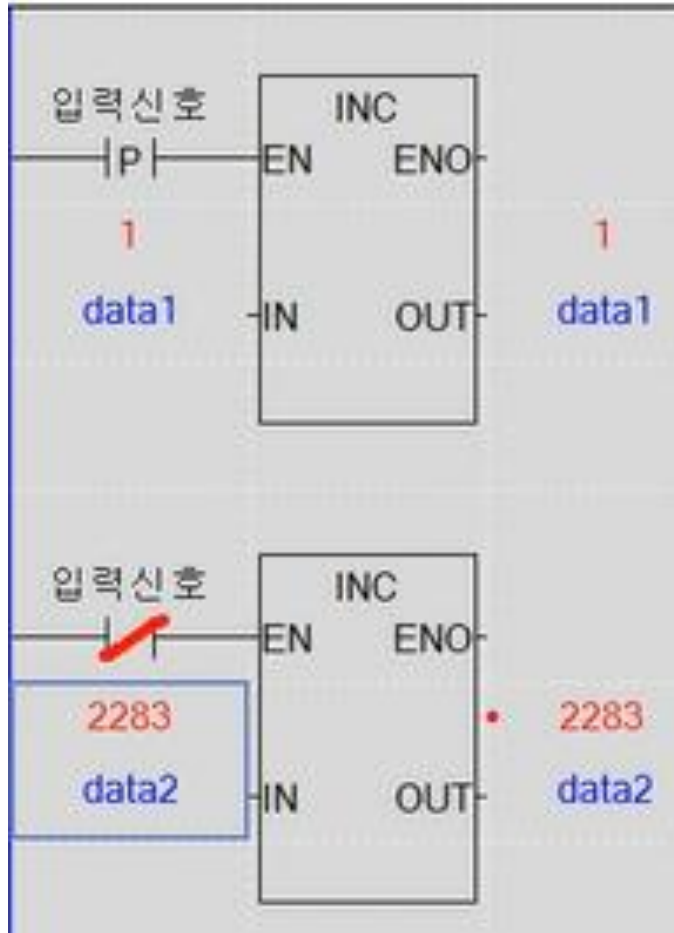 입력신호
INC
P
EN ENO
1 1
data1 IN OUT data1
입력신호
INC
EN ENO
2283 2283
data2 IN OUT data2